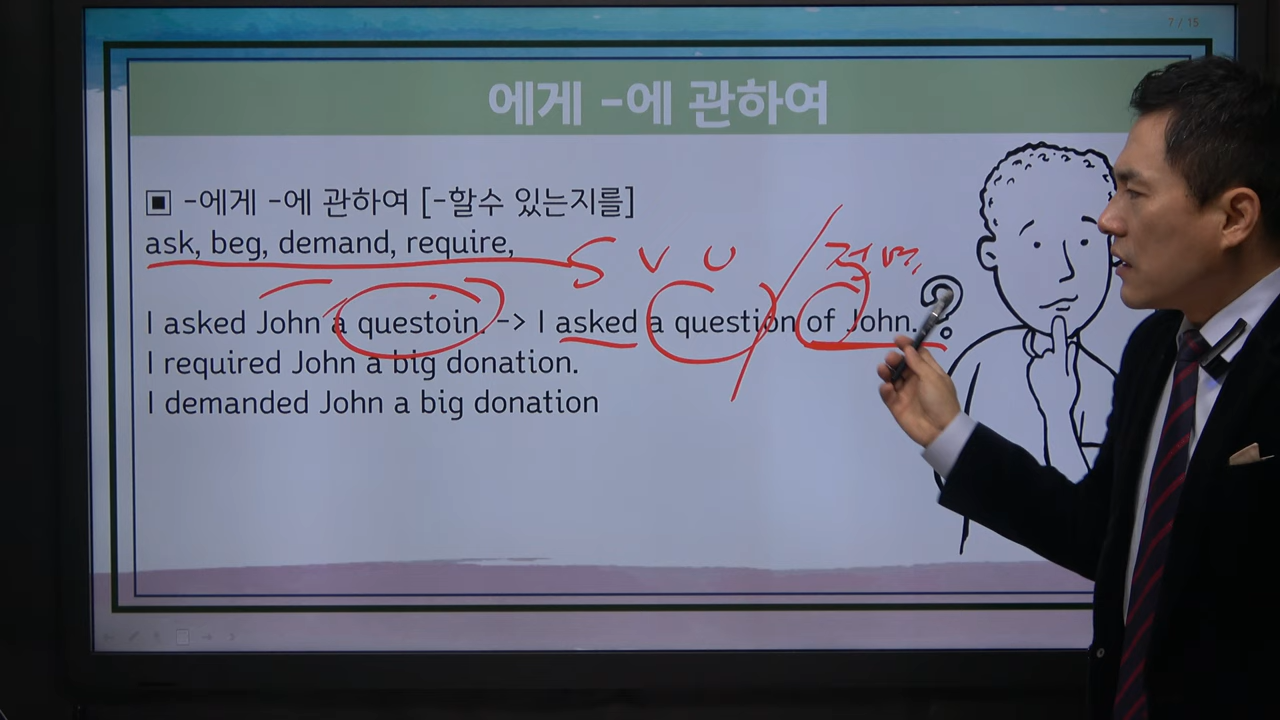 7 / 15
에게 -에 관하여
▣ -에게 -에 관하여 [-할수 있는지를]
ask, beg, demand, require,
S V O 전명
I asked John a questoin. -> I asked a question of John.
I required John a big donation.
I demanded John a big donation